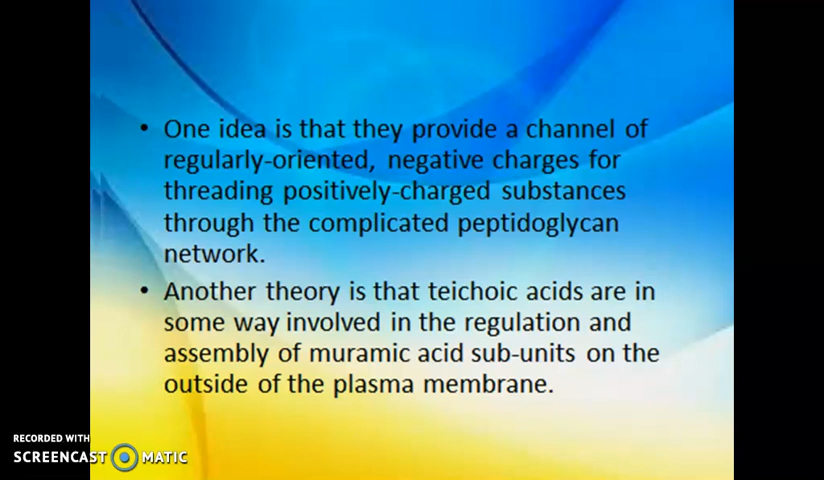 • One idea is that they provide a channel of
regularly-oriented, negative charges for
threading positively-charged substances
through the complicated peptidoglycan
network.
• Another theory is that teichoic acids are in
some way involved in the regulation and
assembly of muramic acid sub-units on the
outside of the plasma membrane.
RECORDED WITH
SCREENCAST MATIC